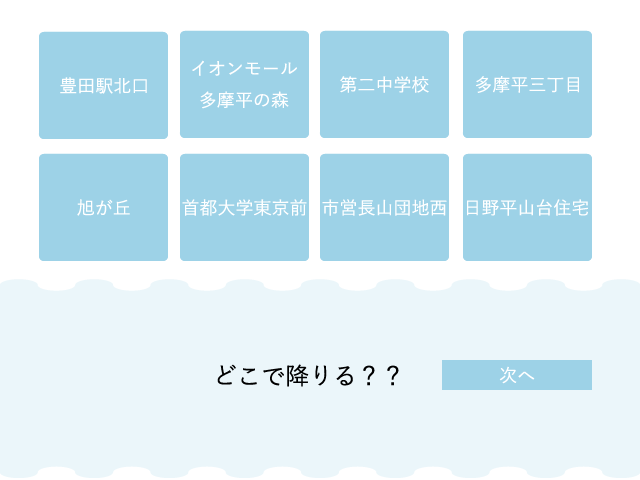 豊田駅北口
イオンモール
多摩平の森
第二中学校
多摩平三丁目
旭が丘
首都大学東京前
市営長山団地西
日野平山台住宅
どこで降りる？？
次へ